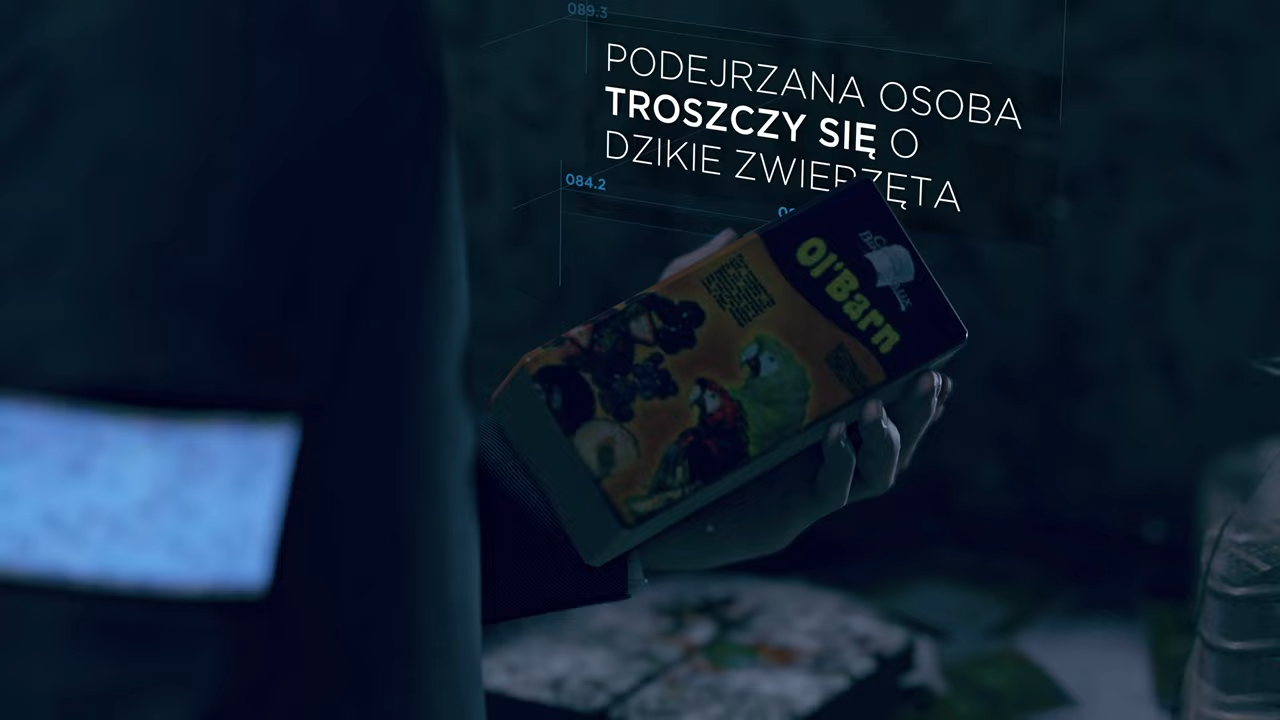 089.3
PODEJRZANA OSOBA
TROSZCZY SIĘ O
DZIKIE ZWIERZĘTA
084.2
Ol'Barn